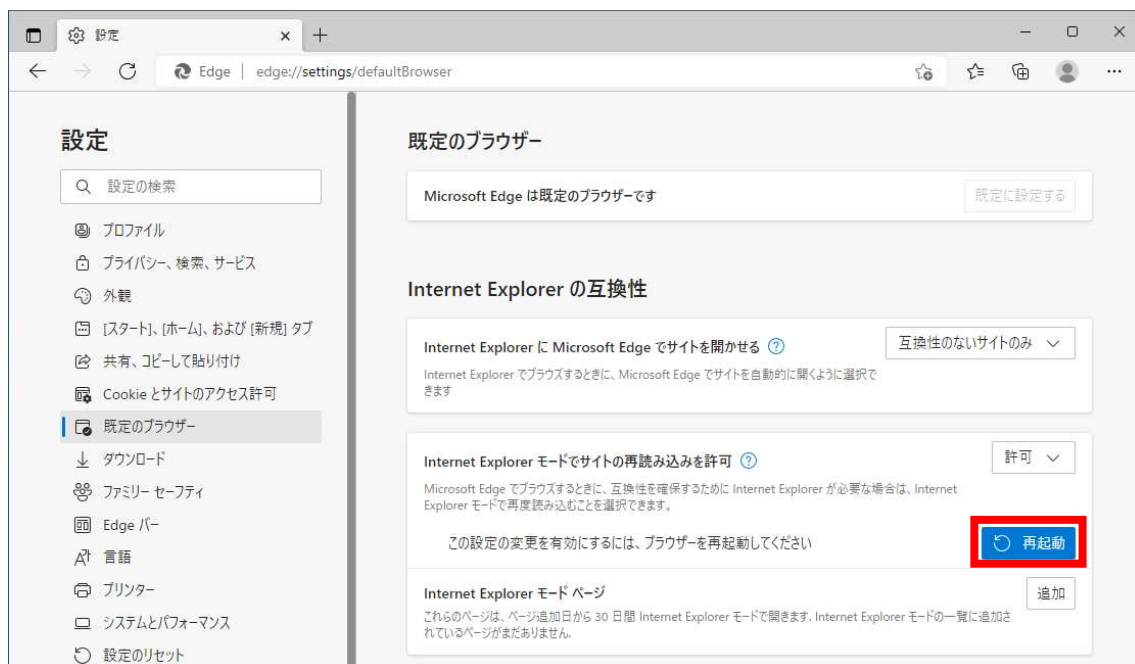 設定
Edge | edge://settings/defaultBrowser
設定
設定の検索
プロファイル
プライバシー、検索、サービス
外観
[スタート]、[ホーム]、および [新規] タブ
共有、コピーして貼り付け
Cookie とサイトのアクセス許可
既定のブラウザー
ダウンロード
ファミリー セーフティ
Edge バー
言語
プリンター
システムとパフォーマンス
設定のリセット
既定のブラウザー
Microsoft Edge は既定のブラウザーです
既定に設定する
Internet Explorer の互換性
Internet Explorer に Microsoft Edge でサイトを開かせる
互換性のないサイトのみ
Internet Explorer でブラウズするときに、Microsoft Edge でサイトを自動的に開くように選択で
きます
Internet Explorer モードでサイトの再読み込みを許可
許可
Microsoft Edge でブラウズするときに、互換性を確保するために Internet Explorer が必要な場合は、Internet
Explorer モードで再度読み込むことを選択できます。
この設定の変更を有効にするには、ブラウザーを再起動してください
再起動
Internet Explorer モード ページ
追加
これらのページは、ページ追加日から 30 日間 Internet Explorer モードで開きます. Internet Explorer モードの一覧に追加さ
れているページがまだありません.